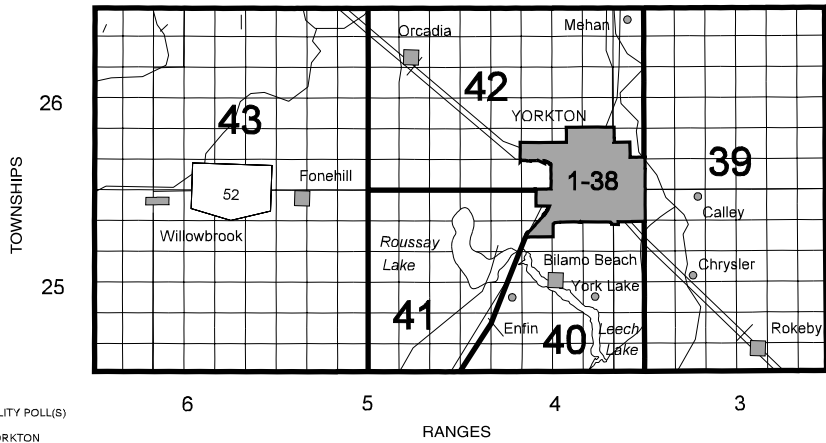 Orcadia
Mehan
42
26
43
YORKTON
39
1-38
Fonehill
52
Calley
TOWNSHIPS
Willowbrook
Roussay
Lake
Bilamo Beach
Chrysler
25
York Lake
41
Enfin
40
Leech
Lake
Rokeby
6
5
4
3
LITY POLL(S)
RANGES
ORKTON